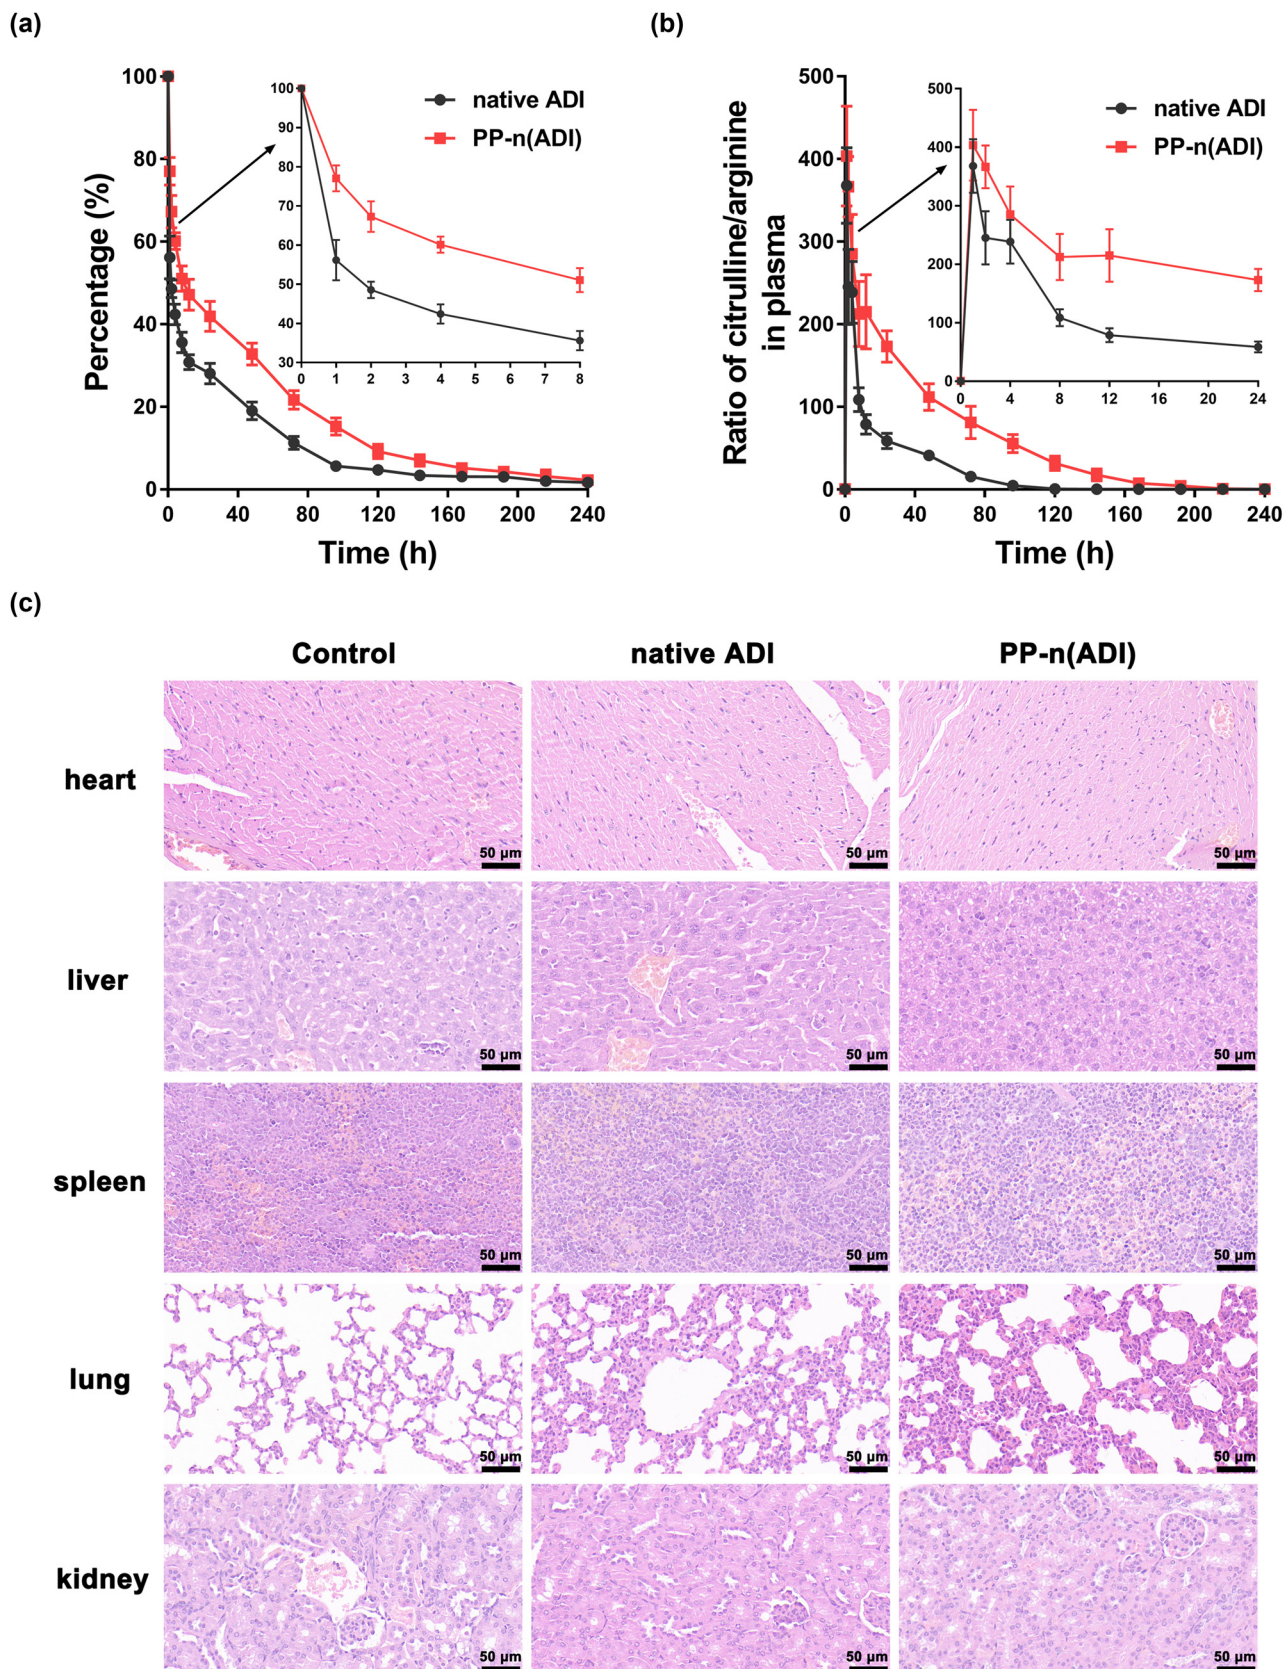 (a)
Percentage (%)
100
80
60
40
20
0
0 40 80 120 160 200 240
Time (h)
100
90
80
70
60
50
40
30
0 1 2 3 4 5 6 7 8
native ADI
PP-n(ADI)
(b)
Ratio of citrulline/arginine
in plasma
500
400
300
200
100
0
0 40 80 120 160 200 240
Time (h)
500
400
300
200
100
0
0 4 8 12 16 20 24
native ADI
PP-n(ADI)
(c)
Control native ADI PP-n(ADI)
heart
50 µm 50 µm 50 µm
liver
50 µm 50 µm 50 µm
spleen
50 µm 50 µm 50 µm
lung
50 µm 50 µm 50 µm
kidney
50 µm 50 µm 50 µm